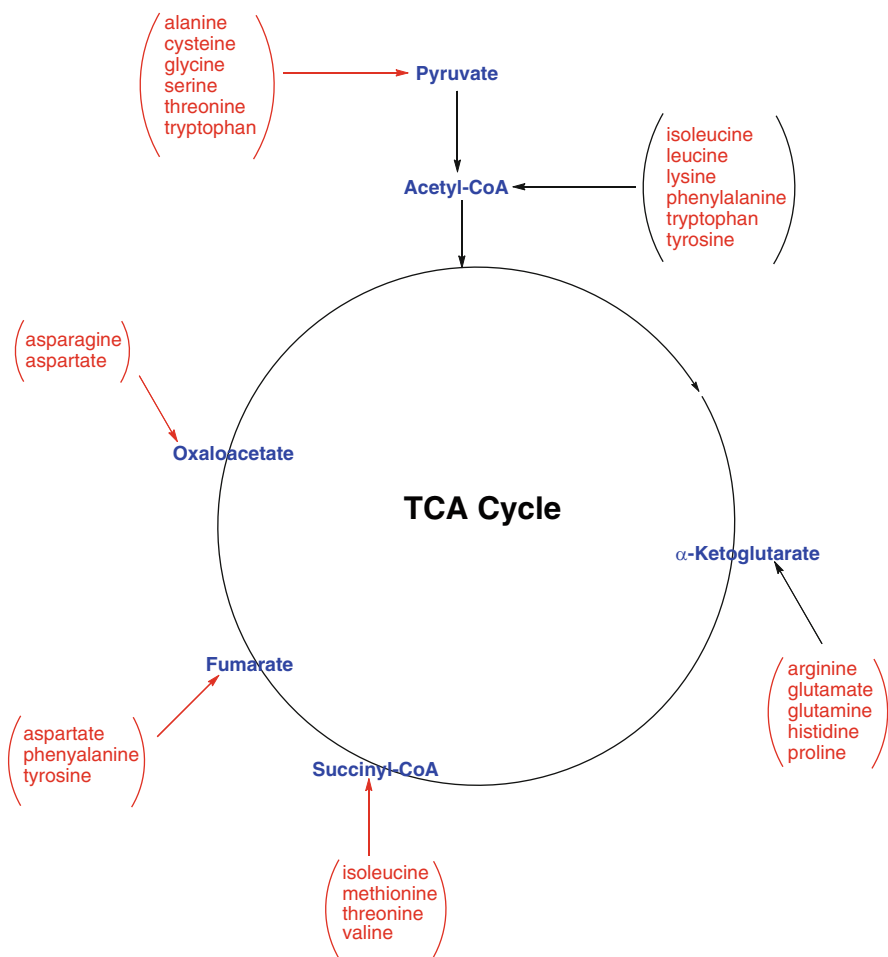 alanine
cysteine
glycine
serine
threonine
tryptophan
Pyruvate
isoleucine
leucine
lysine
phenylalanine
tryptophan
tyrosine
Acetyl-CoA
asparagine
aspartate
Oxaloacetate
TCA Cycle
α-Ketoglutarate
arginine
glutamate
glutamine
histidine
proline
Fumarate
aspartate
phenyalanine
tyrosine
Succinyl-CoA
isoleucine
methionine
threonine
valine